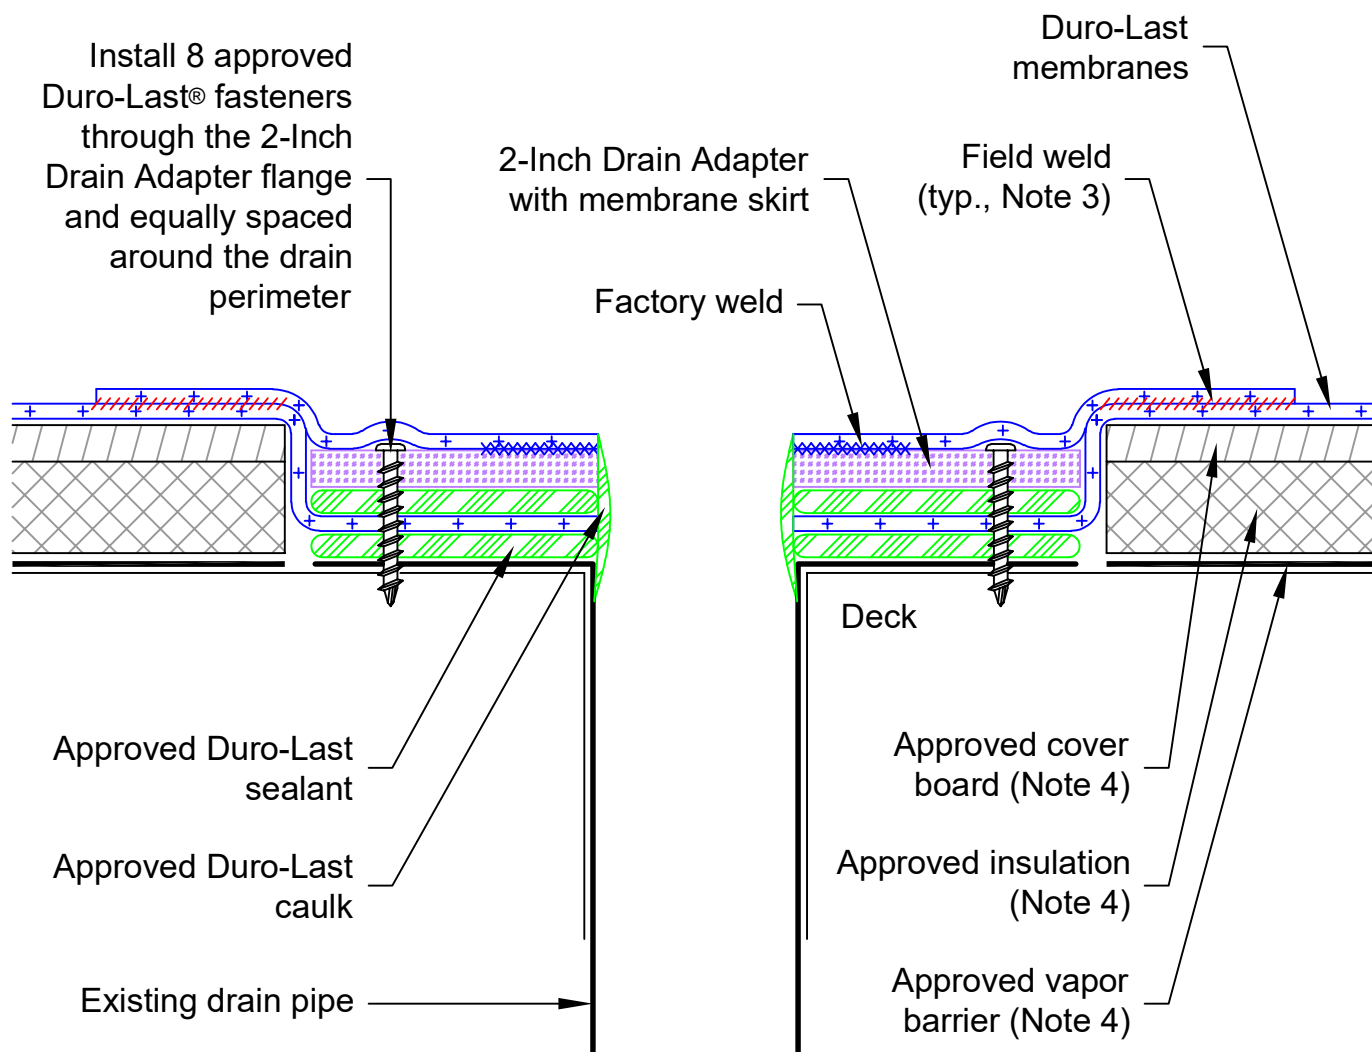 Install 8 approved
Duro-Last® fasteners
through the 2-Inch
Drain Adapter flange
and equally spaced
around the drain
perimeter
2-Inch Drain Adapter
with membrane skirt
Factory weld
Duro-Last
membranes
Field weld
(typ., Note 3)
Deck
Approved Duro-Last
sealant
Approved Duro-Last
caulk
Existing drain pipe
Approved cover
board (Note 4)
Approved insulation
(Note 4)
Approved vapor
barrier (Note 4)